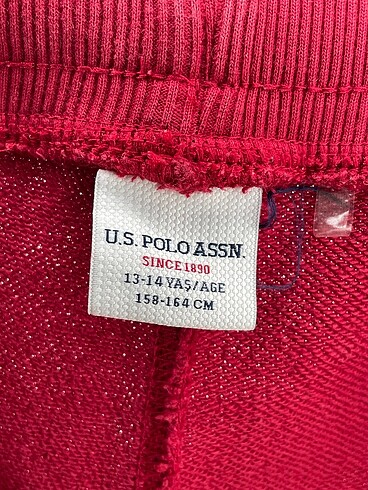 U.S. POLO ASSN.
SINCE 1890
13-14 YAŞ/AGE
158-164 CM